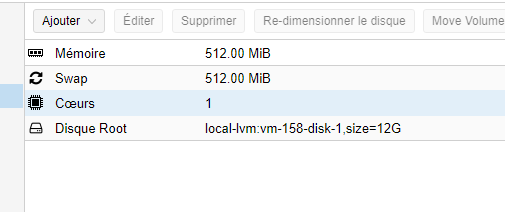 Ajouter Éditer Supprimer Re-dimensionner le disque Move Volume
Mémoire 512.00 MiB
Swap 512.00 MiB
Cœurs 1
Disque Root local-lvm:vm-158-disk-1,size=12G